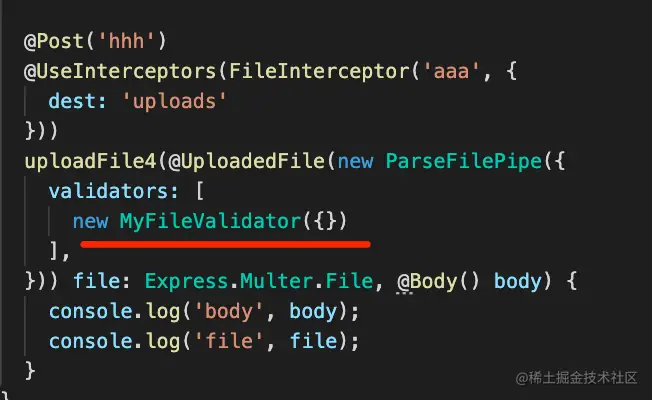 @Post('hhh')
@UseInterceptors(FileInterceptor('aaa', {
  dest: 'uploads'
}))
uploadFile4(@UploadedFile(new ParseFilePipe({
  validators: [
    new MyFileValidator({})
  ],
})) file: Express.Multer.File, @Body() body) {
  console.log('body', body);
  console.log('file', file);
}
}
@稀土掘金技术社区